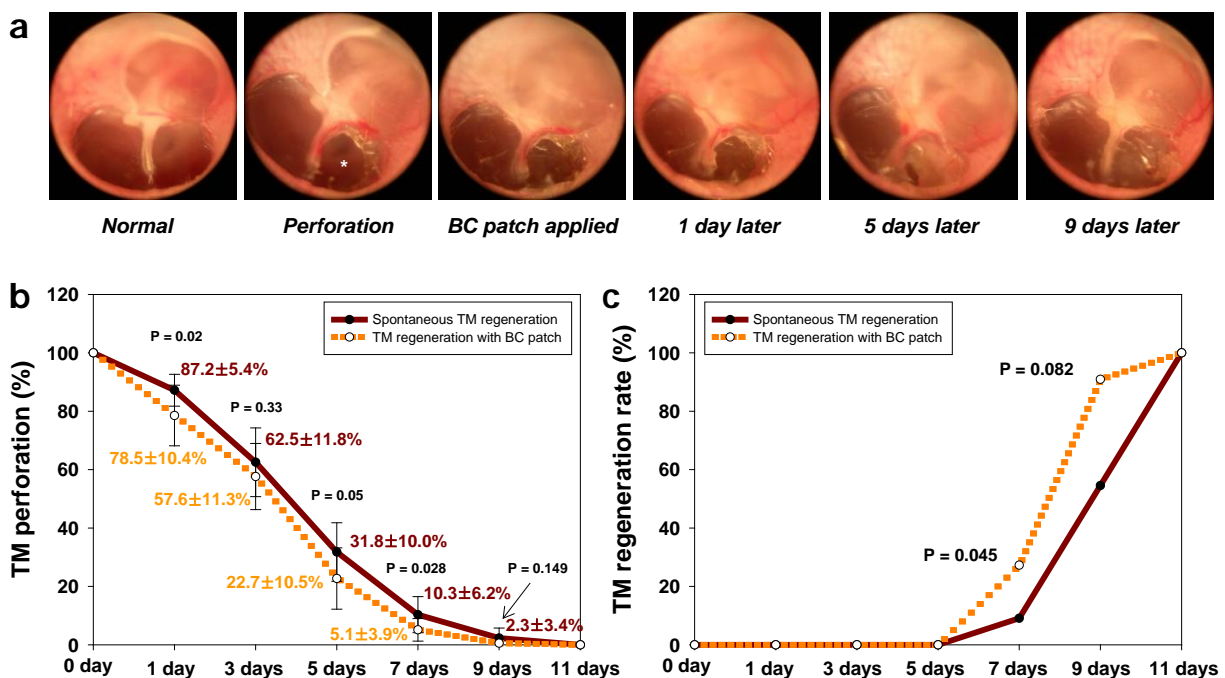 a
*
Normal
Perforation
BC patch applied
1 day later
5 days later
9 days later
b
TM perforation (%)
120
100
80
60
40
20
0
0 day
1 day
3 days
5 days
7 days
9 days
11 days
Spontaneous TM regeneration
TM regeneration with BC patch
P = 0.02
87.2±5.4%
P = 0.33
62.5±11.8%
78.5±10.4%
57.6±11.3%
P = 0.05
31.8±10.0%
P = 0.028
P = 0.149
22.7±10.5%
10.3±6.2%
2.3±3.4%
5.1±3.9%
c
TM regeneration rate (%)
120
100
80
60
40
20
0
0 day
1 day
3 days
5 days
7 days
9 days
11 days
Spontaneous TM regeneration
TM regeneration with BC patch
P = 0.082
P = 0.045